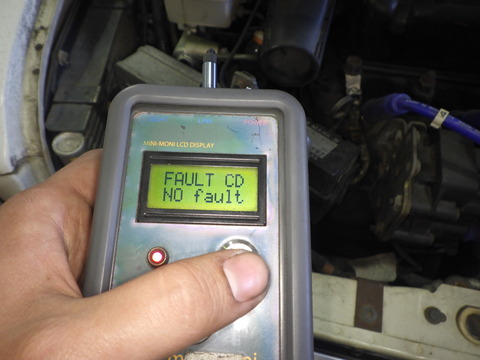 MINI-MONI LCD DISPLAY
FAULT CD
NO fault